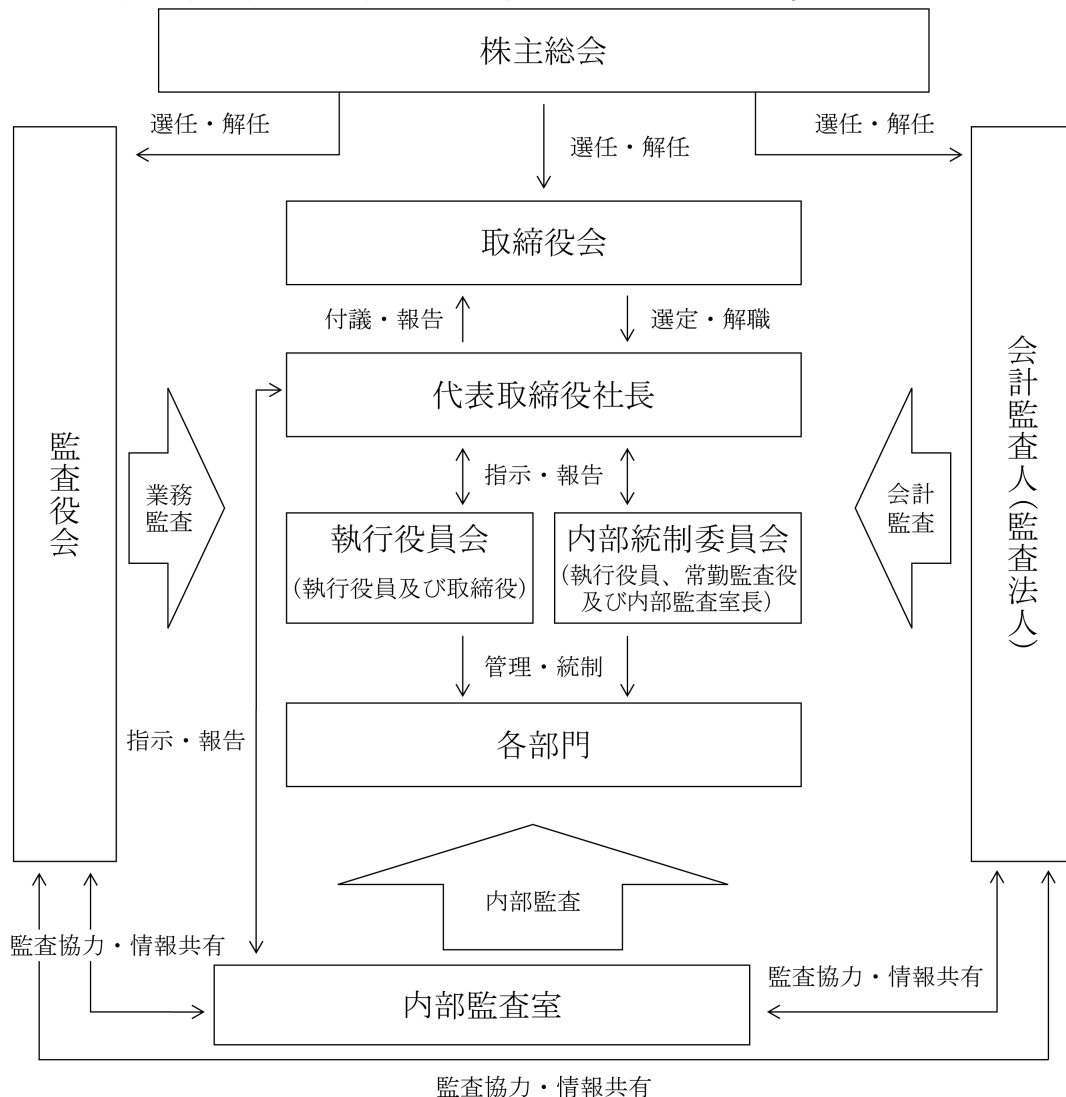 株主総会
選任・解任
選任・解任
選任・解任
取締役会
付議・報告
選定・解職
代表取締役社長
監査役会
会計監査人(監査法人)
業務
監査
会計
監査
指示・報告
執行役員会
(執行役員及び取締役)
内部統制委員会
(執行役員、常勤監査役
及び内部監査室長)
管理・統制
各部門
指示・報告
内部監査
監査協力・情報共有
内部監査室
監査協力・情報共有
監査協力・情報共有